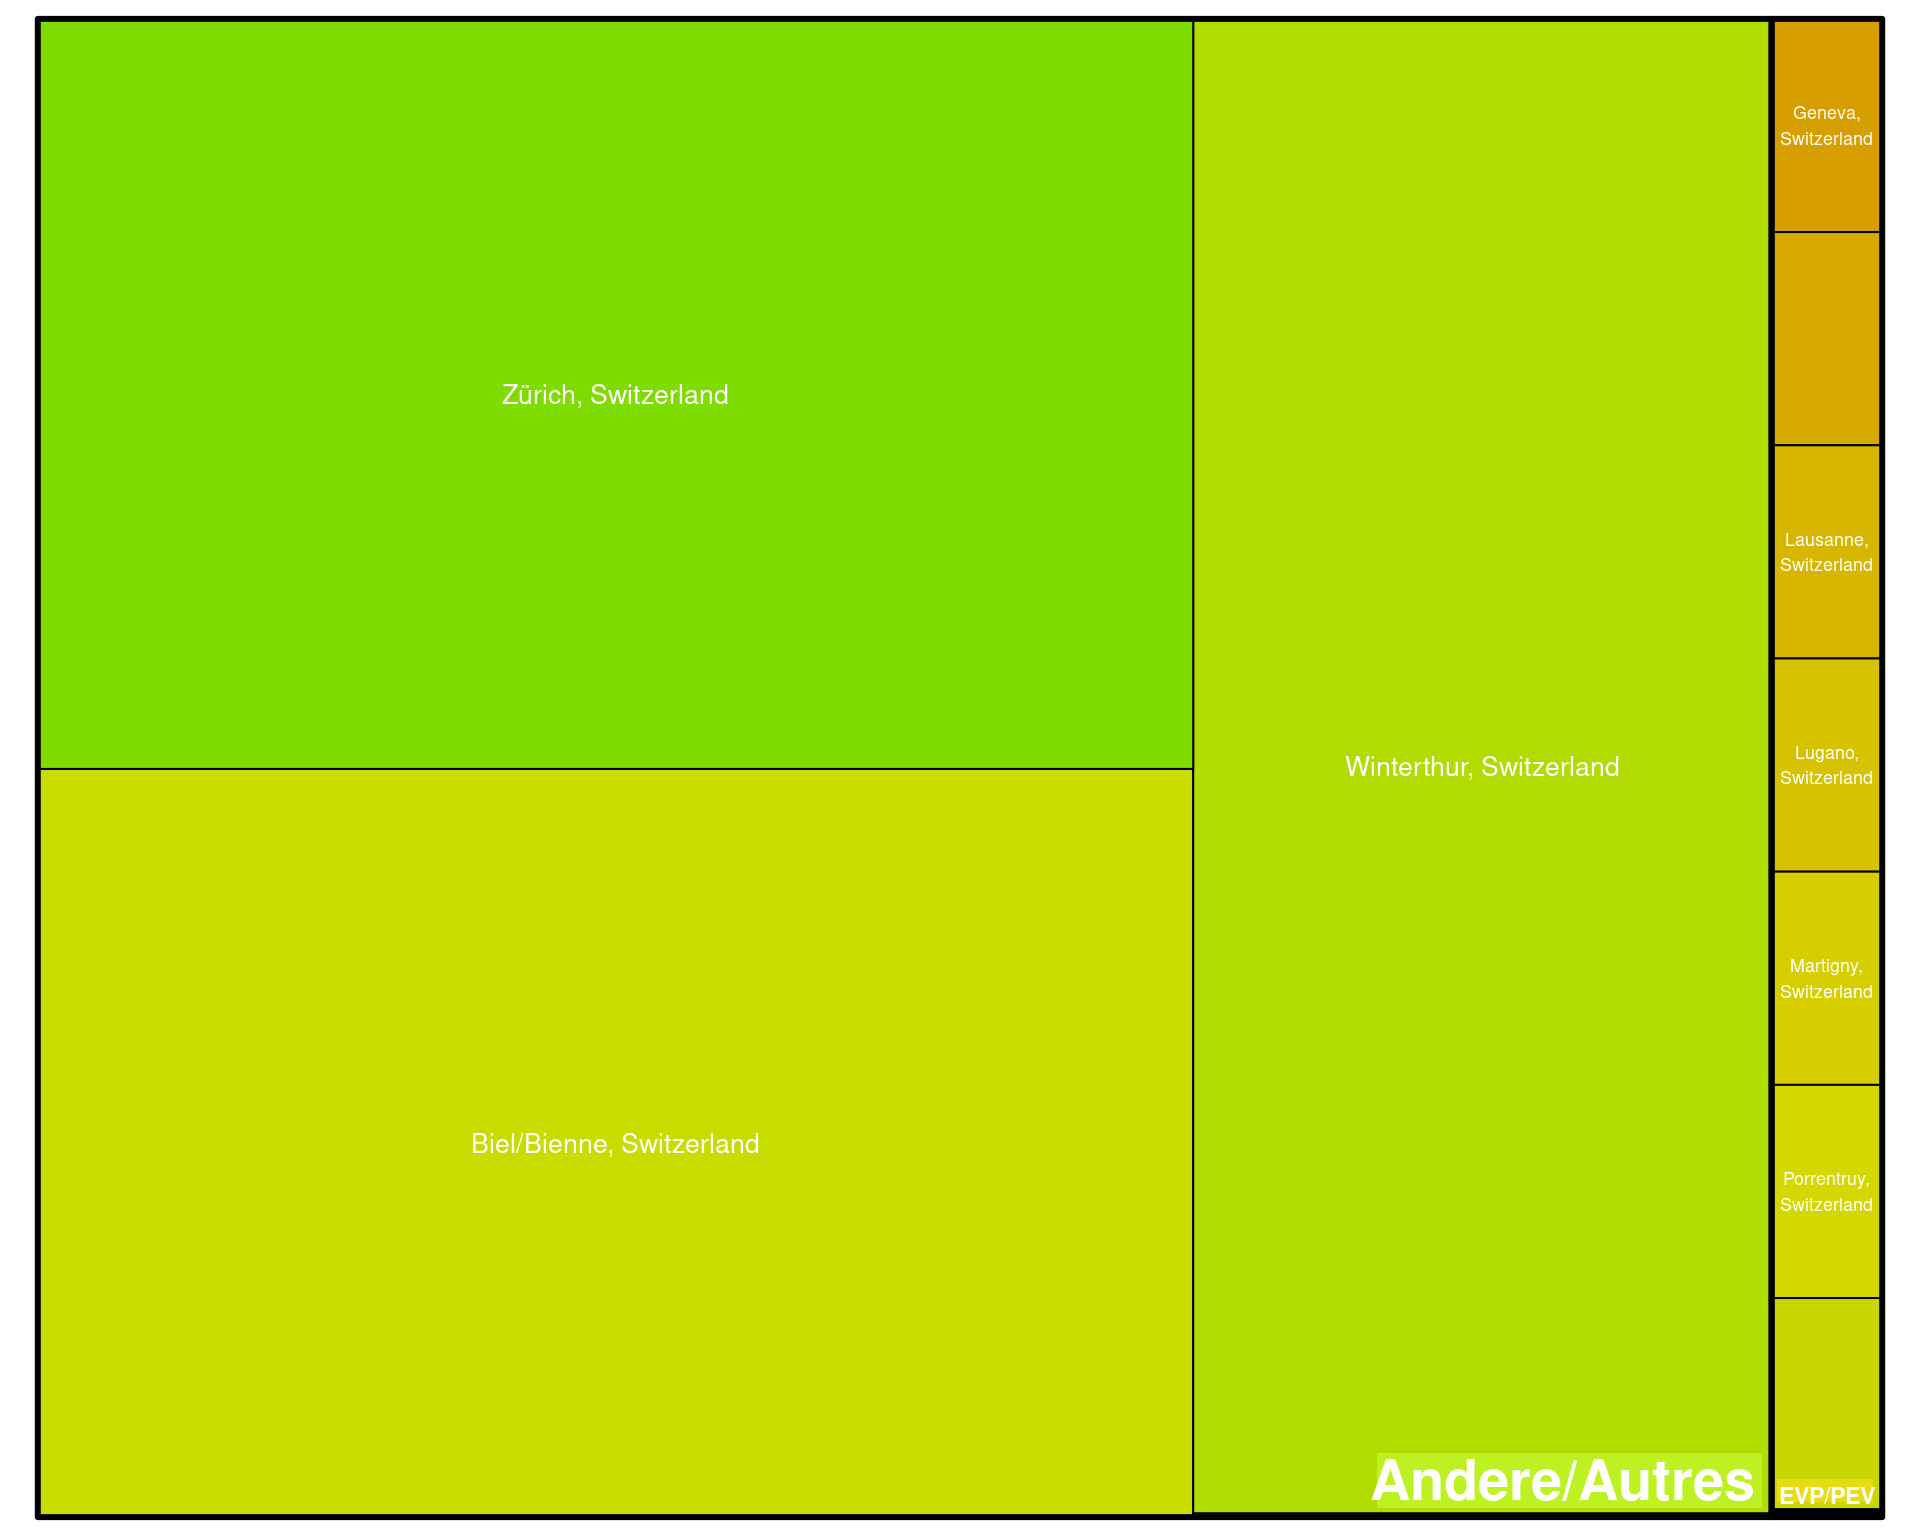 Zürich, Switzerland
Biel/Bienne, Switzerland
Winterthur, Switzerland
Andere/Autres
Geneva,
Switzerland
Lausanne,
Switzerland
Lugano,
Switzerland
Martigny,
Switzerland
Porrentruy,
Switzerland
EVP/PEV